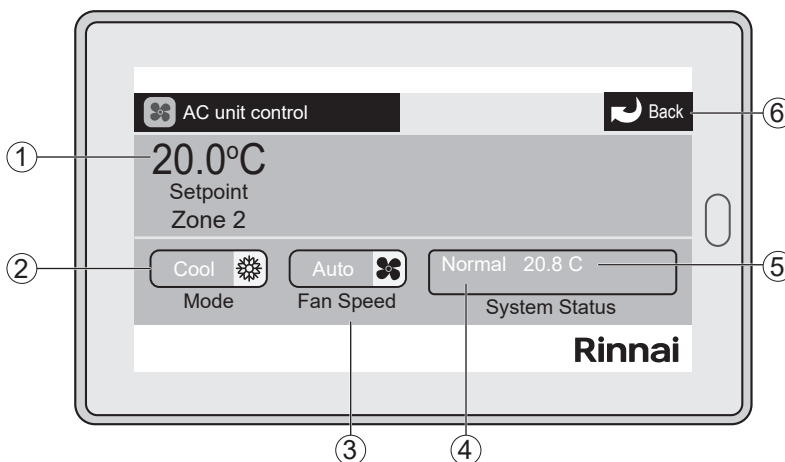 AC unit control
Back
⑥
①
20.0ºC
Setpoint
Zone 2
②
Cool
Auto
Normal 20.8 C
⑤
Mode
Fan Speed
System Status
Rinnai
③
④